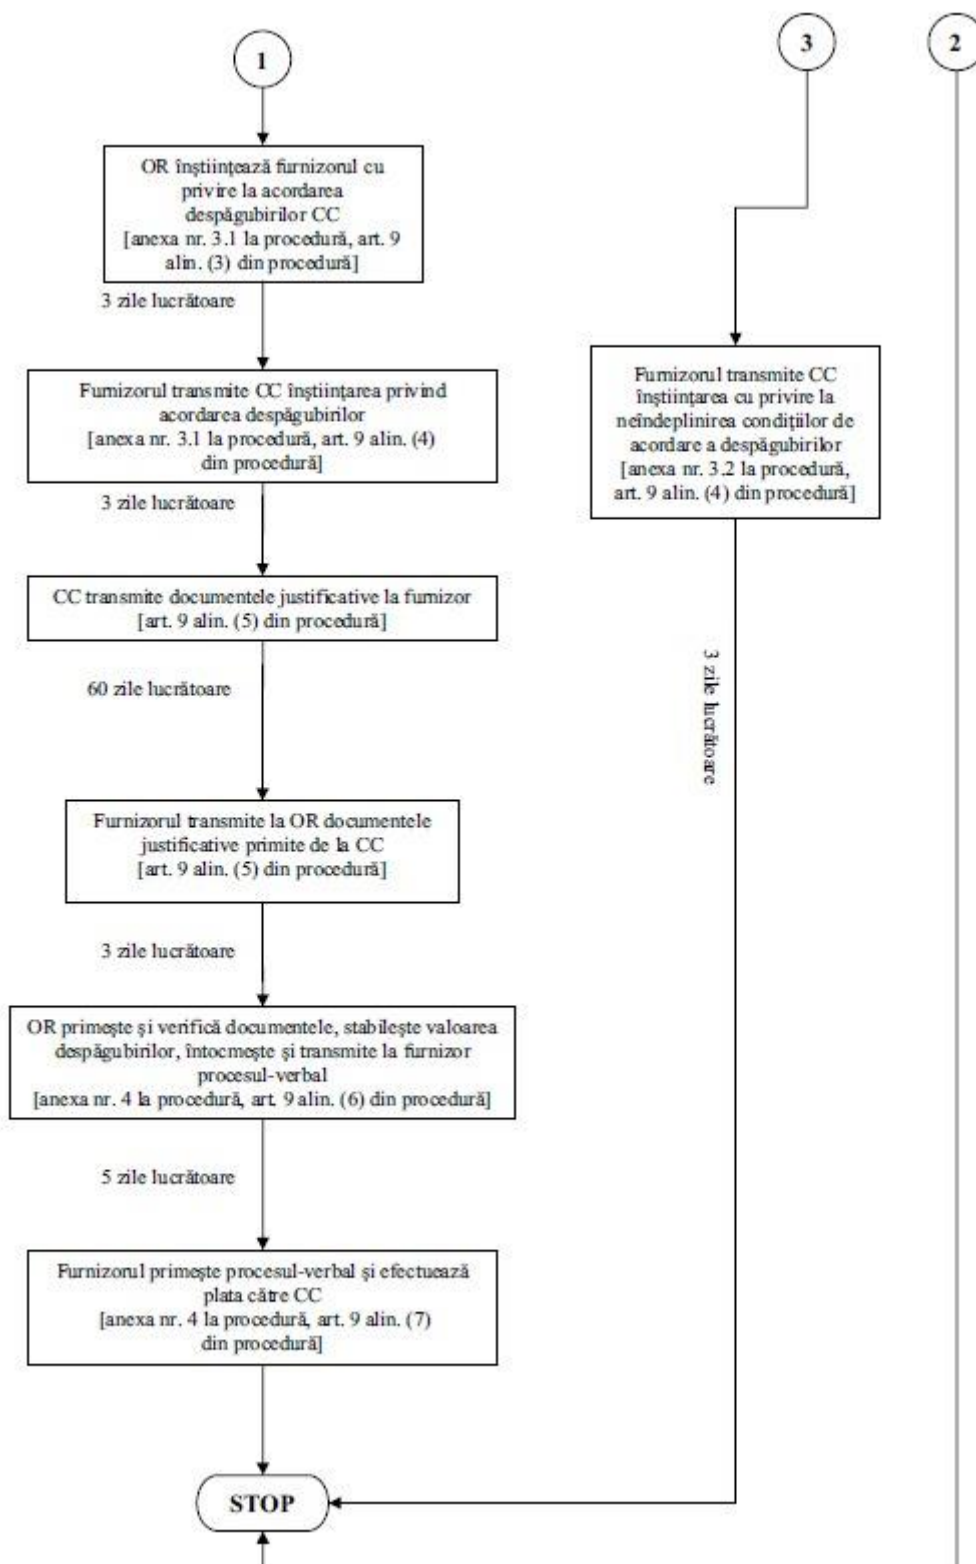 1
OR înştiinţează furnizorul cu
privire la acordarea
despăgubirilor CC
[anexa nr. 3.1 la procedură, art. 9
alin. (3) din procedură]
3 zile lucrătoare
Furnizorul transmite CC înştiinţarea privind
acordarea despăgubirilor
[anexa nr. 3.1 la procedură, art. 9 alin. (4)
din procedură]
3 zile lucrătoare
CC transmite documentele justificative la furnizor
[art. 9 alin. (5) din procedură]
60 zile lucrătoare
Furnizorul transmite la OR documentele
justificative primite de la CC
[art. 9 alin. (5) din procedură]
3 zile lucrătoare
OR primeşte şi verifică documentele, stabileşte valoarea
despăgubirilor, întocmeşte şi transmite la furnizor
procesul-verbal
[anexa nr. 4 la procedură, art. 9 alin. (6) din procedură]
5 zile lucrătoare
Furnizorul primeşte procesul-verbal şi efectuează
plata către CC
[anexa nr. 4 la procedură, art. 9 alin. (7)
din procedură]
STOP
3
Furnizorul transmite CC
înştiinţarea cu privire la
neîndeplinirea condiţiilor de
acordare a despăgubirilor
[anexa nr. 3.2 la procedură,
art. 9 alin. (4) din procedură]
3 zile lucrătoare
2